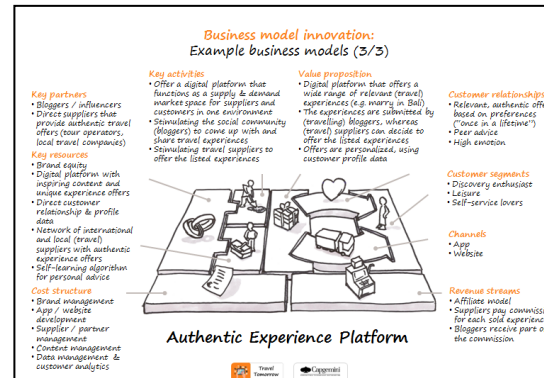 Business model innovation:
Example business models (3/3)
Key activities
• Offer a digital platform that
functions as a supply & demand
market space for suppliers and
customers in one environment
• Stimulating the social community
(bloggers) to come up with and
share travel experiences
• Stimulating travel suppliers to
offer the listed experiences
Value proposition
• Digital platform that offers a
wide range of relevant (travel)
experiences (e.g. marry in Bali)
• The experiences are submitted by
(travelling) bloggers, whereas
(travel) suppliers can decide to
offer the listed experiences
• Offers are personalized, using
customer profile data
Key partners
• Bloggers / influencers
• Direct suppliers that
provide authentic travel
offers (tour operators,
local travel companies)
Key resources
• Brand equity
• Digital platform with
inspiring content and
unique experience offers
• Direct customer
relationship & profile
data
• Network of international
and local (travel)
suppliers with authentic
experience offers
• Self-learning algorithm
for personal advice
Cost structure
• Brand management
• App / website
development
• Supplier / partner
management
• Content management
• Data management &
customer analytics
Customer relationships
• Relevant, authentic offe
based on preferences
("once in a lifetime")
• Peer advice
• High emotion
Customer segments
• Discovery enthusiast
• Leisure
• Self-service lovers
Channels
• App
• Website
Revenue streams
• Affiliate model
• Suppliers pay commiss
for each sold experienc
• Bloggers receive part o
the commission
Authentic Experience Platform
Travel
Tomorrow
Capgemini